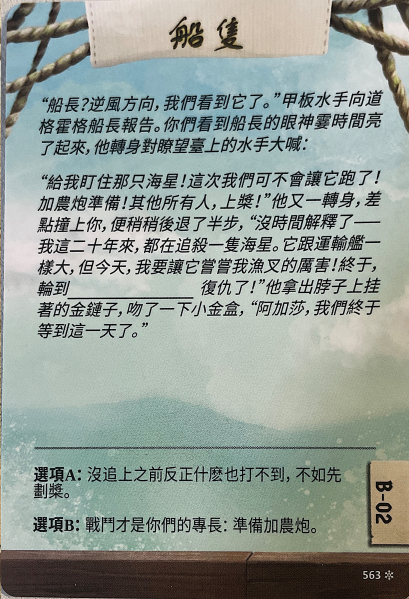 船隻
“船長?逆風方向，我們看到它了。”甲板水手向道
格霍格船長報告。你們看到船長的眼神霎時間亮
了起來，他轉身對瞭望臺上的水手大喊：
“給我盯住那只海星！這次我們可不會讓它跑了！
加農炮準備！其他所有人，上槳！”他又一轉身，差
點撞上你，便稍稍後退了半步，“沒時間解釋了——
我這二十年來，都在追殺一隻海星。它跟運輸艦一
樣大，但今天，我要讓它嘗嘗我漁叉的厲害！終于，
輪到____________ 復仇了！”他拿出脖子上挂
著的金鏈子，吻了一下小金盒，“阿加莎，我們終于
等到這一天了。”
選項A：沒追上之前反正什麽也打不到，不如先
劃槳。
選項B：戰鬥才是你們的專長：準備加農炮。
B-02
563